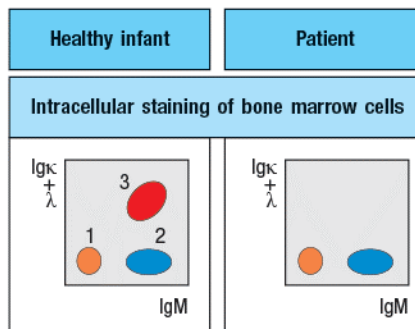 Healthy infant
Patient
Intracellular staining of bone marrow cells
Igκ
+
λ
3
1
2
IgM
Igκ
+
λ
IgM